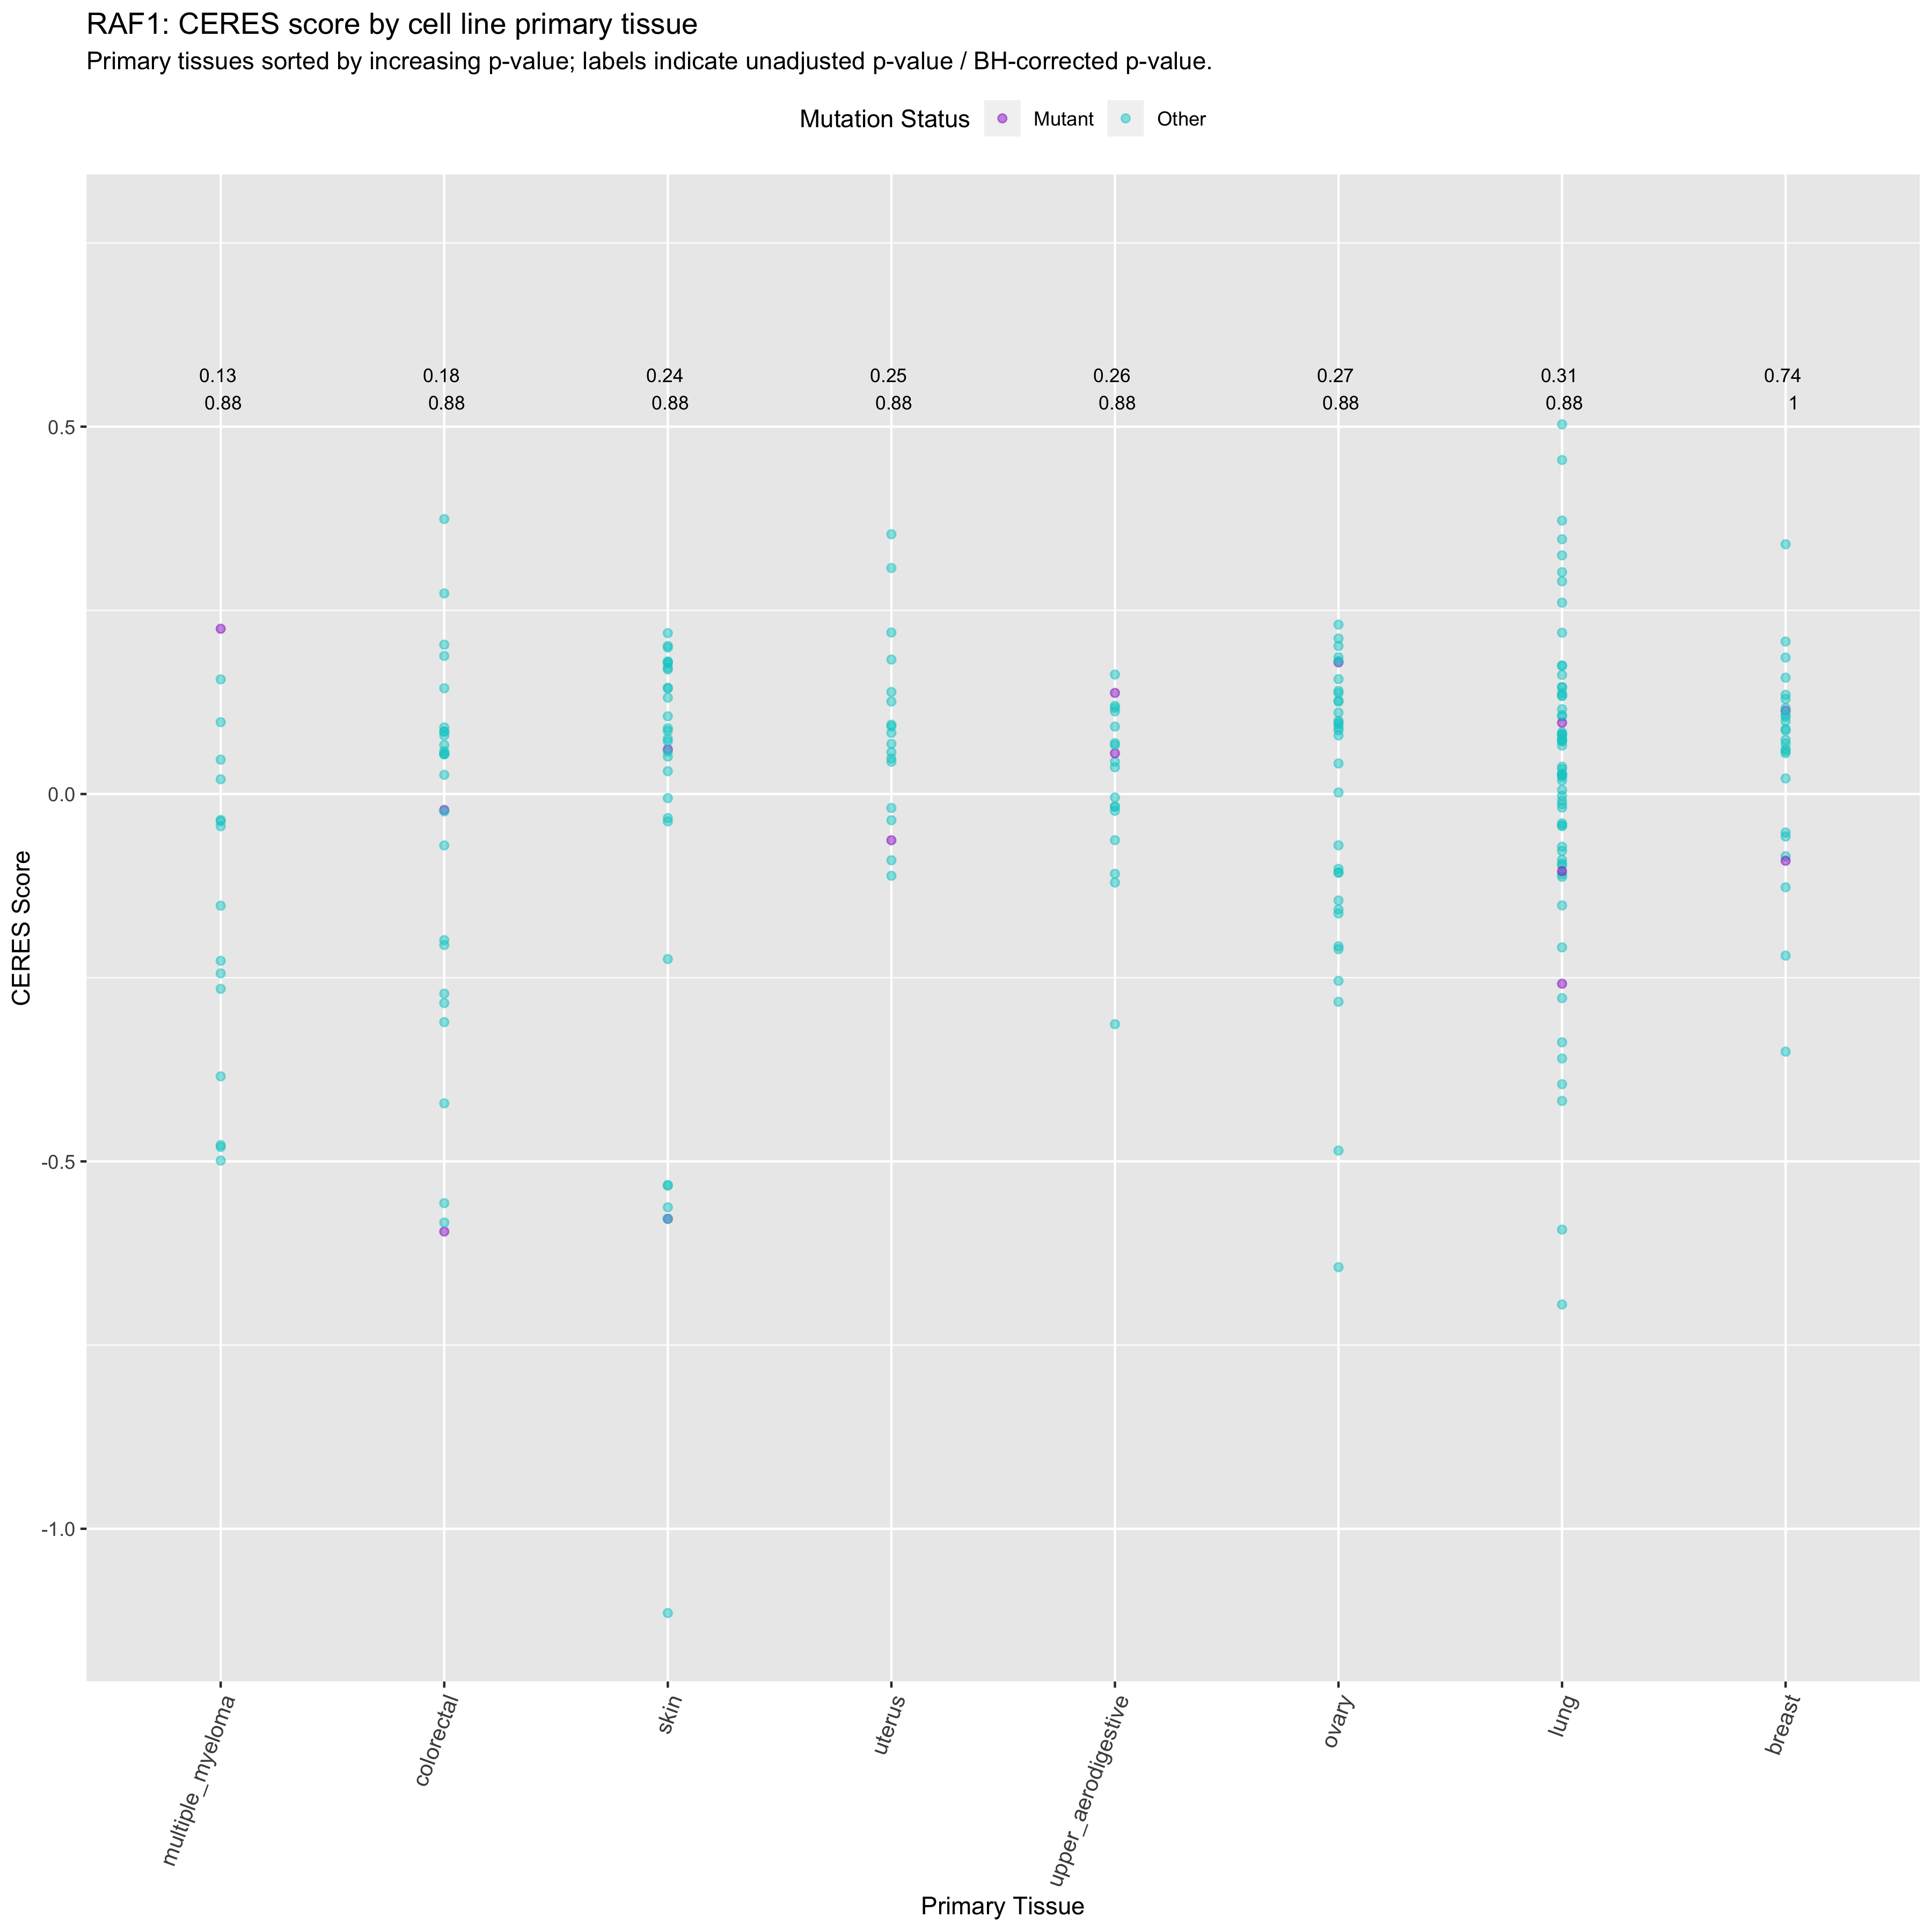 RAF1: CERES score by cell line primary tissue
Primary tissues sorted by increasing p-value; labels indicate unadjusted p-value / BH-corrected p-value.
Mutation Status Mutant Other
0.13 0.18 0.24 0.25 0.26 0.27 0.31 0.74
0.88 0.88 0.88 0.88 0.88 0.88 0.88 1
0.5
0.0
-0.5
-1.0
CERES Score
multiple_myeloma colorectal skin uterus upper_aerodigestive ovary lung breast
Primary Tissue